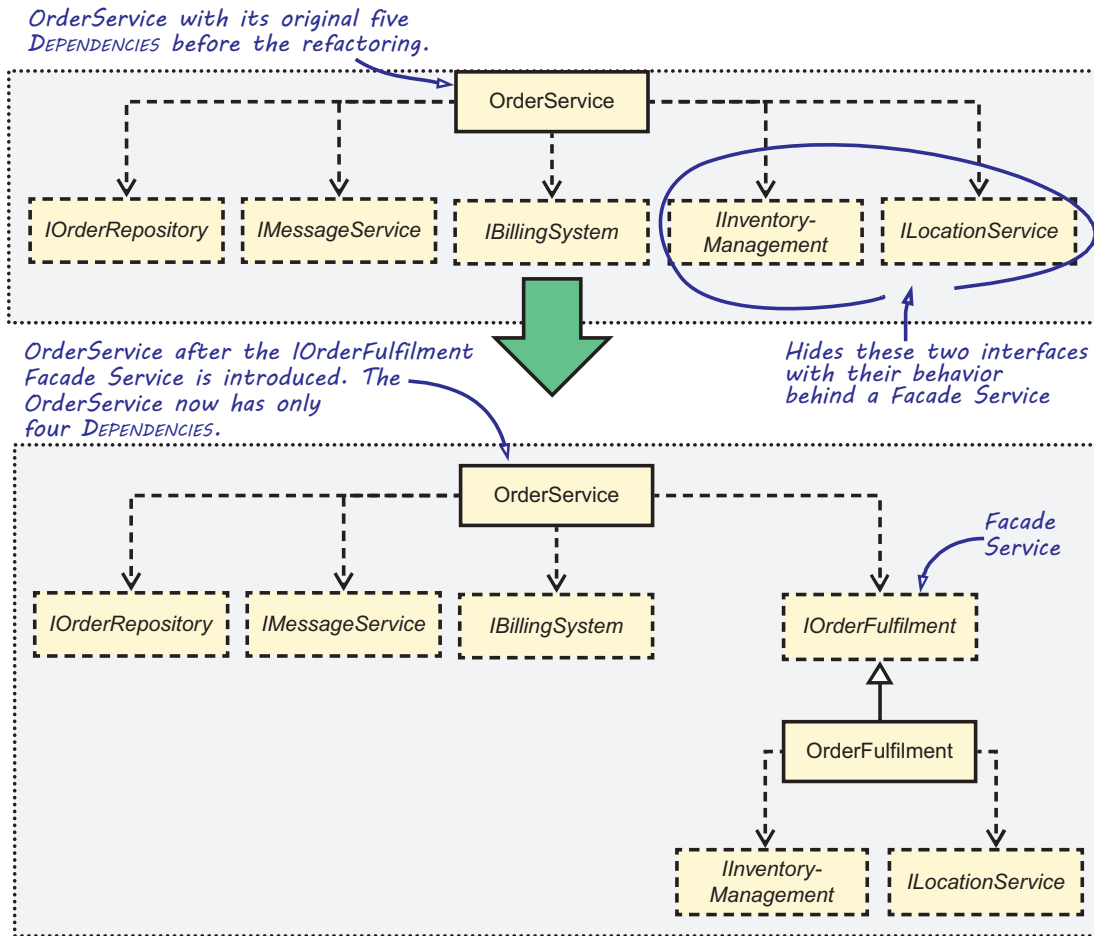 OrderService with its original five
DEPENDENCIES before the refactoring.
OrderService
IOrderRepository
IMessageService
IBillingSystem
IInventory-
Management
ILocationService
OrderService after the IOrderFulfilment
Facade Service is introduced. The
OrderService now has only
four DEPENDENCIES.
Hides these two interfaces
with their behavior
behind a Facade Service
OrderService
Facade
Service
IOrderRepository
IMessageService
IBillingSystem
IOrderFulfilment
OrderFulfilment
IInventory-
Management
ILocationService